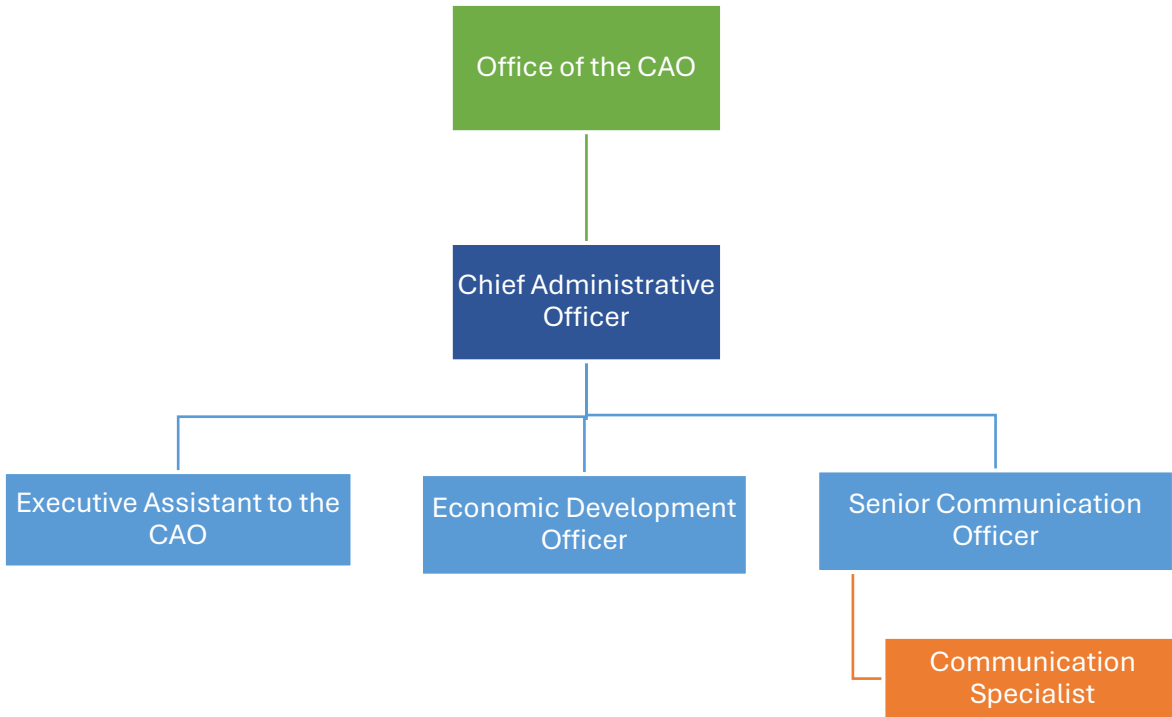 Office of the CAO
Chief Administrative
Officer
Executive Assistant to the
CAO
Economic Development
Officer
Senior Communication
Officer
Communication
Specialist